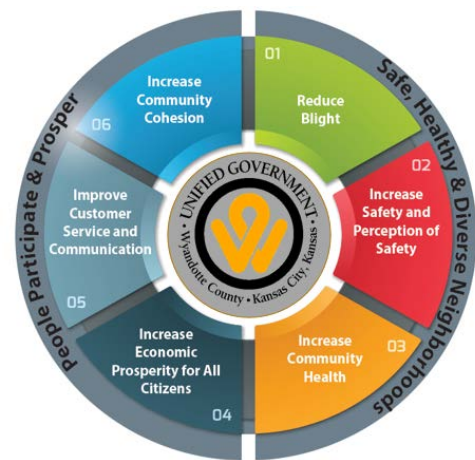 01
Reduce
Blight
02
Increase
Safety and
Perception of
Safety
03
Increase
Community
Health
04
Increase
Economic
Prosperity for All
Citizens
05
Improve
Customer
Service and
Communication
06
Increase
Community
Cohesion
Safe, Healthy & Diverse Neighborhoods
People Participate & Prosper
• UNIFIED GOVERNMENT •
Wyandotte County • Kansas City, Kansas